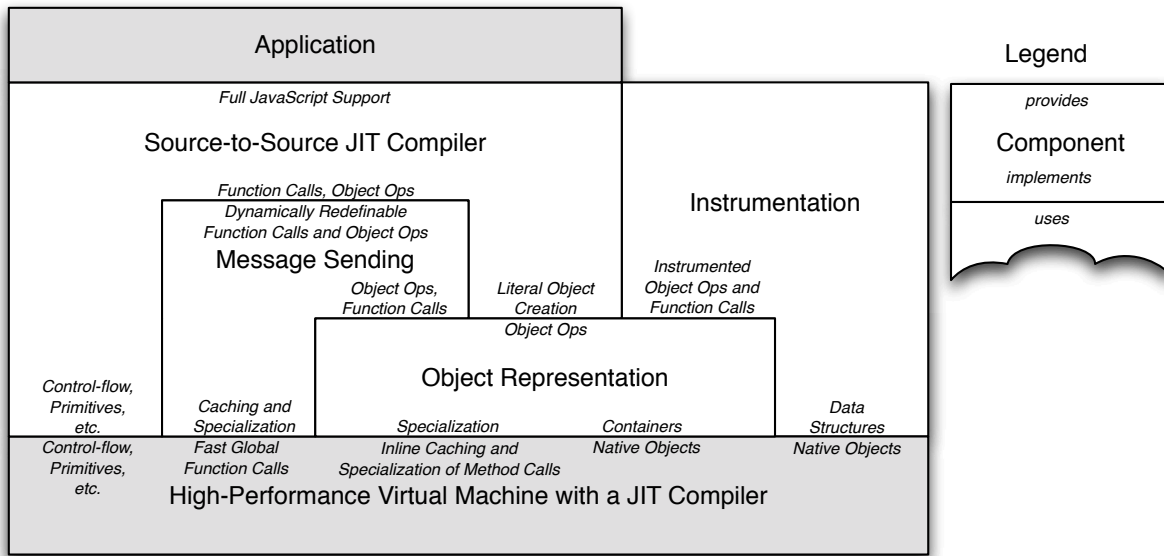 Application
Full JavaScript Support
Source-to-Source JIT Compiler
Function Calls, Object Ops
Dynamically Redefinable
Function Calls and Object Ops
Message Sending
Object Ops,
Function Calls
Literal Object
Creation
Instrumentation
Instrumented
Object Ops and
Function Calls
Object Ops
Object Representation
Control-flow,
Primitives,
etc.
Caching and
Specialization
Specialization
Containers
Data
Structures
Control-flow,
Primitives,
etc.
Fast Global
Function Calls
Inline Caching and
Specialization of Method Calls
Native Objects
Native Objects
High-Performance Virtual Machine with a JIT Compiler
Legend
provides
Component
implements
uses